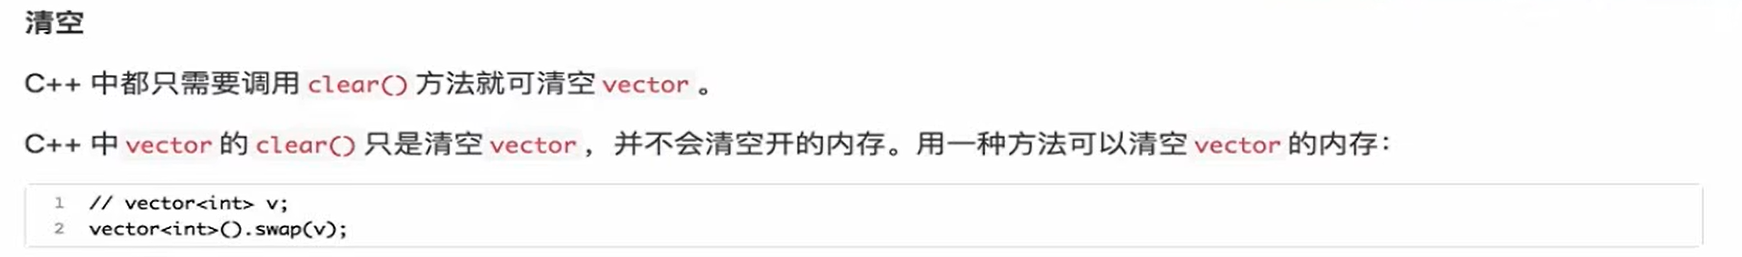 清空
C++ 中都只需要调用 clear() 方法就可清空 vector 。
C++ 中 vector 的 clear() 只是清空 vector ，并不会清空开的内存。用一种方法可以清空 vector 的内存：
1 // vector<int> v;
2 vector<int>().swap(v);